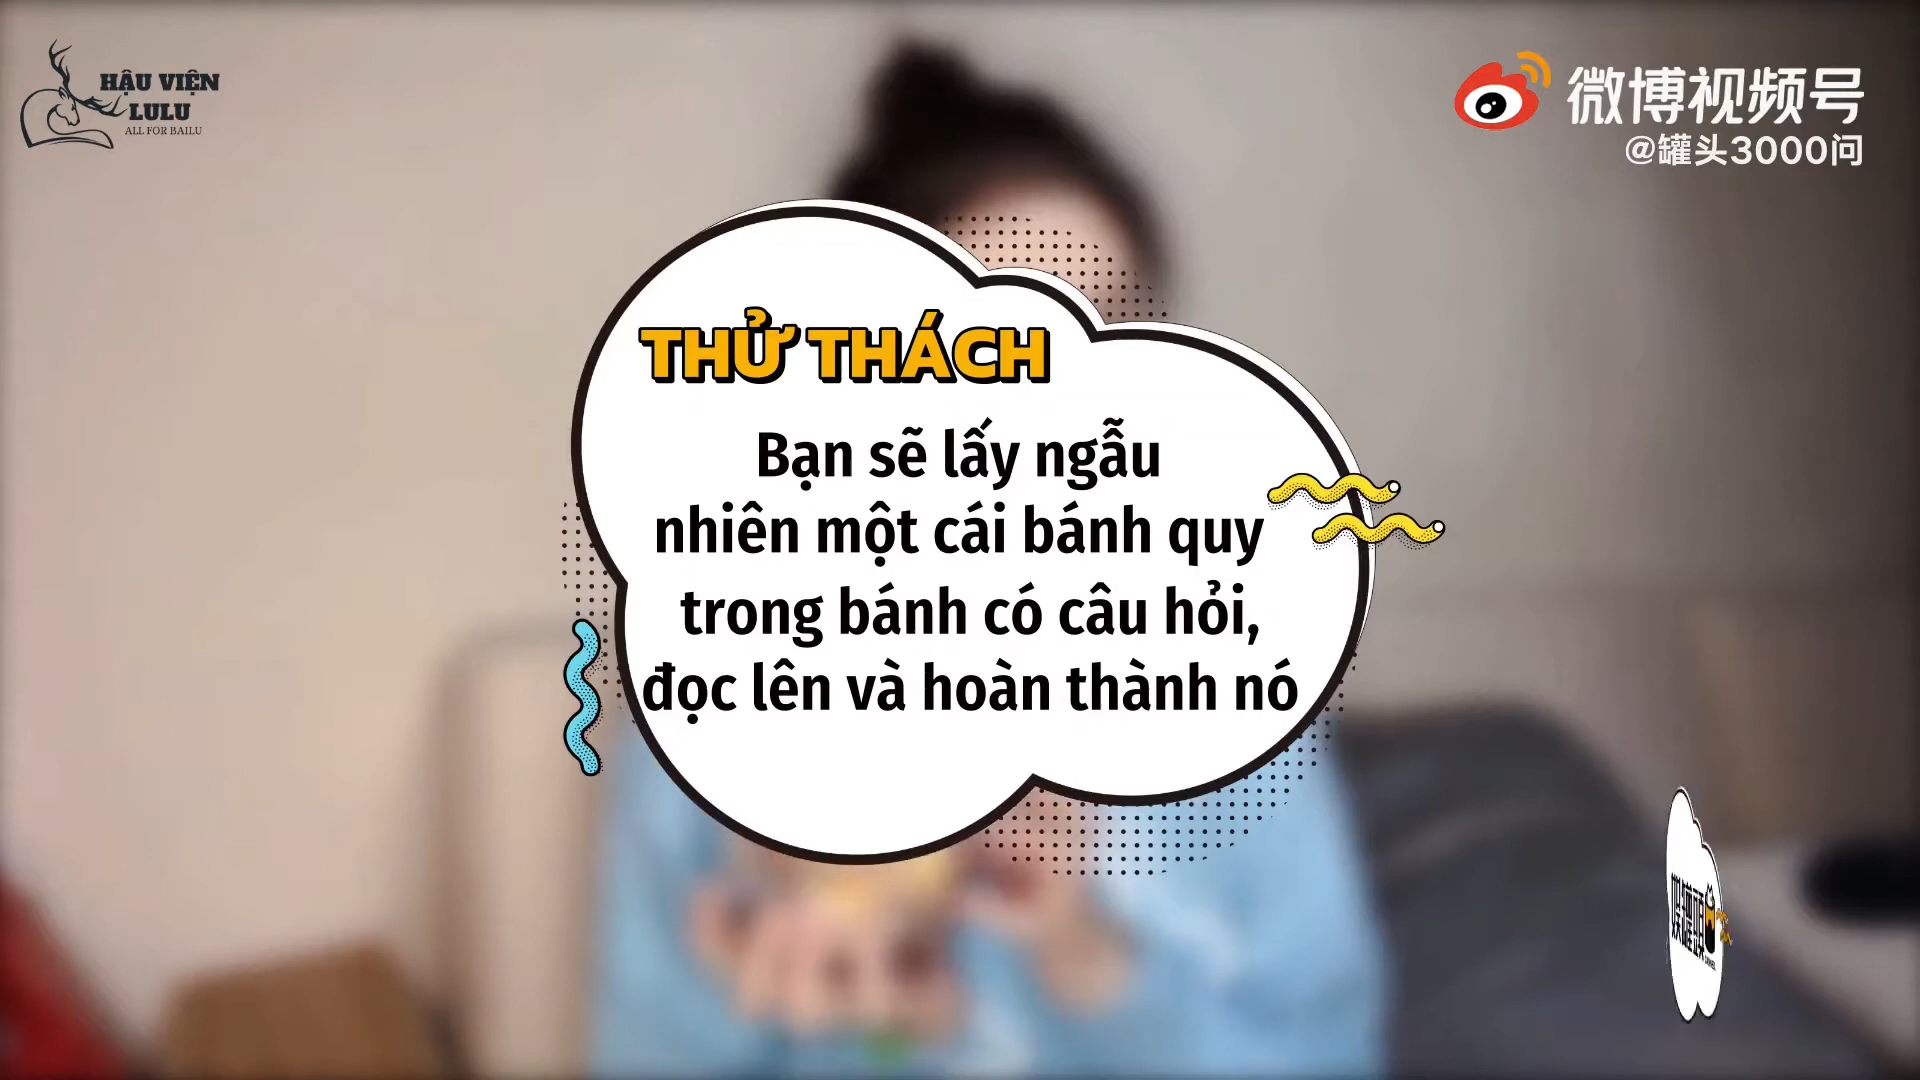 HẬU VIỆN
LULU
ALL FOR BAILU
微博视频号
@罐头3000问
THỬ THÁCH
Bạn sẽ lấy ngẫu
nhiên một cái bánh quy
trong bánh có câu hỏi,
đọc lên và hoàn thành nó